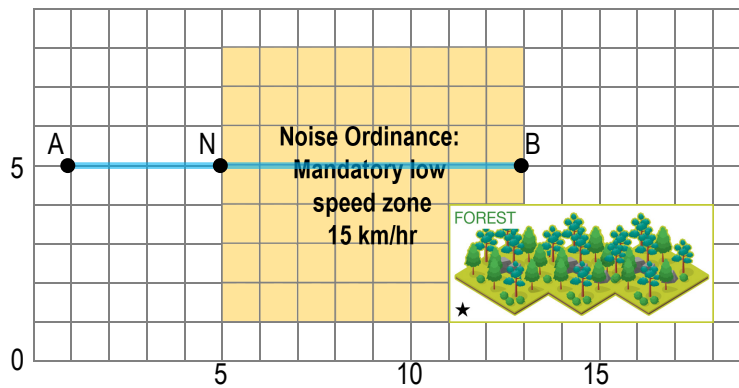 A
N
B
Noise Ordinance:
Mandatory low
speed zone
15 km/hr
FOREST
5
0
5
10
15